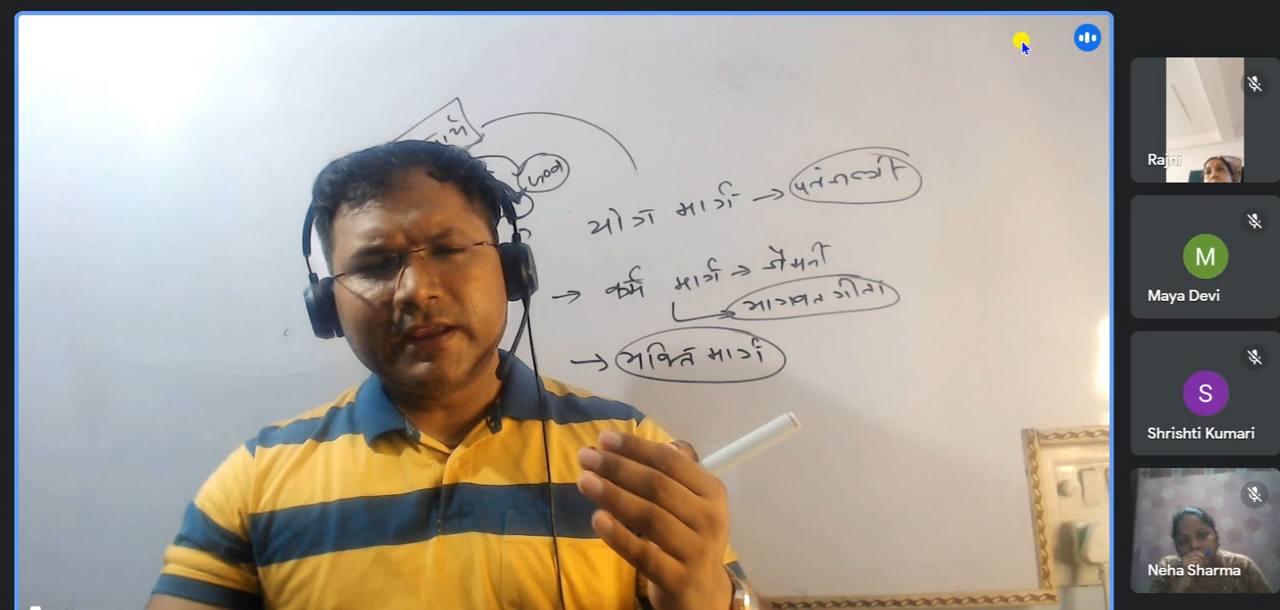 योग मार्ग → पतंजली
→ कर्म मार्ग → जैमनी
भागवत गीता
→ भक्ति मार्ग
Rajni
M
Maya Devi
S
Shrishti Kumari
Neha Sharma